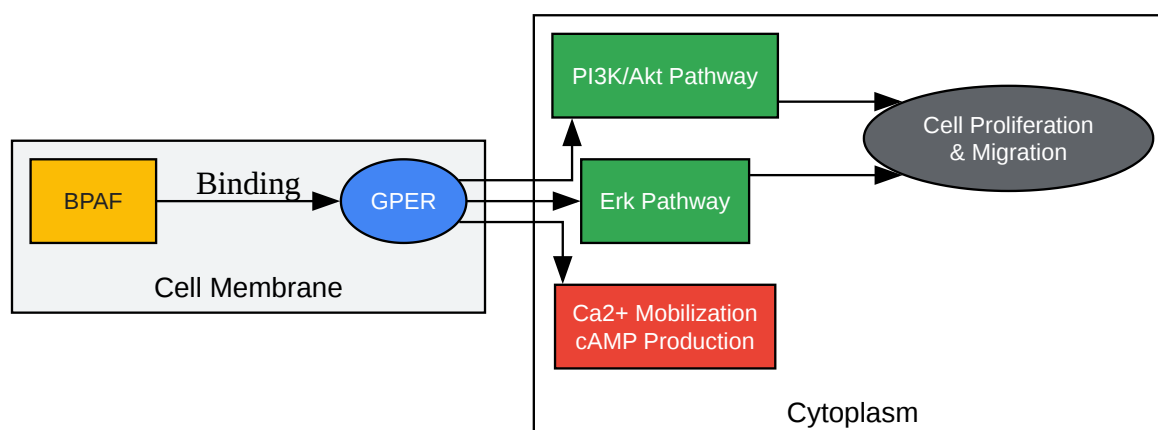 BPAF
Binding
GPER
Cell Membrane
PI3K/Akt Pathway
Erk Pathway
Ca2+ Mobilization
cAMP Production
Cell Proliferation
& Migration
Cytoplasm